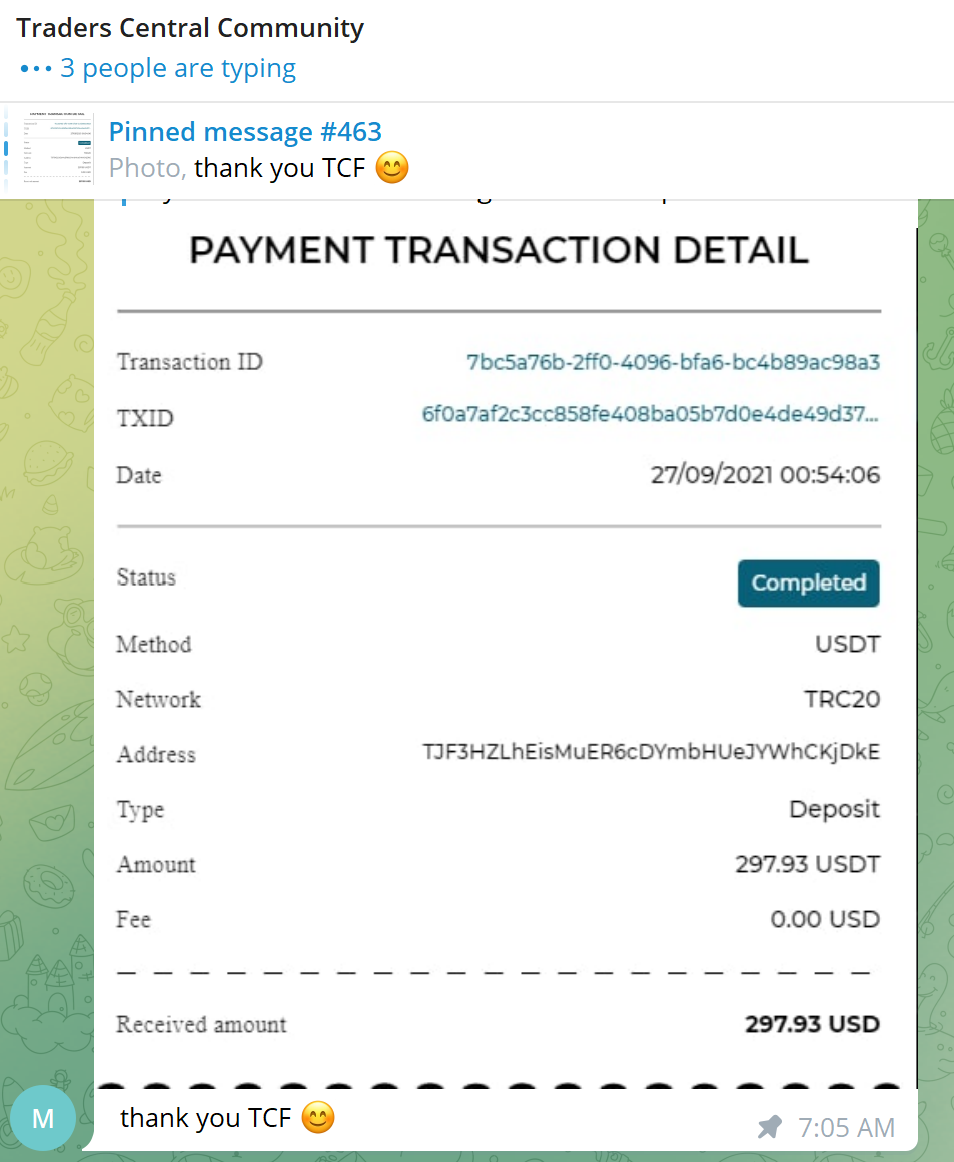 Traders Central Community
3 people are typing
Pinned message #463
Photo, thank you TCF 😊
PAYMENT TRANSACTION DETAIL
Transaction ID 7bc5a76b-2ff0-4096-bfa6-bc4b89ac98a3
TXID 6f0a7af2c3cc858fe408ba05b7d0e4de49d37...
Date 27/09/2021 00:54:06
Status Completed
Method USDT
Network TRC20
Address TJF3HZLhEisMuER6cDYmbHUeJYWhCKjDkE
Type Deposit
Amount 297.93 USDT
Fee 0.00 USD
Received amount 297.93 USD
M
thank you TCF 😊
7:05 AM